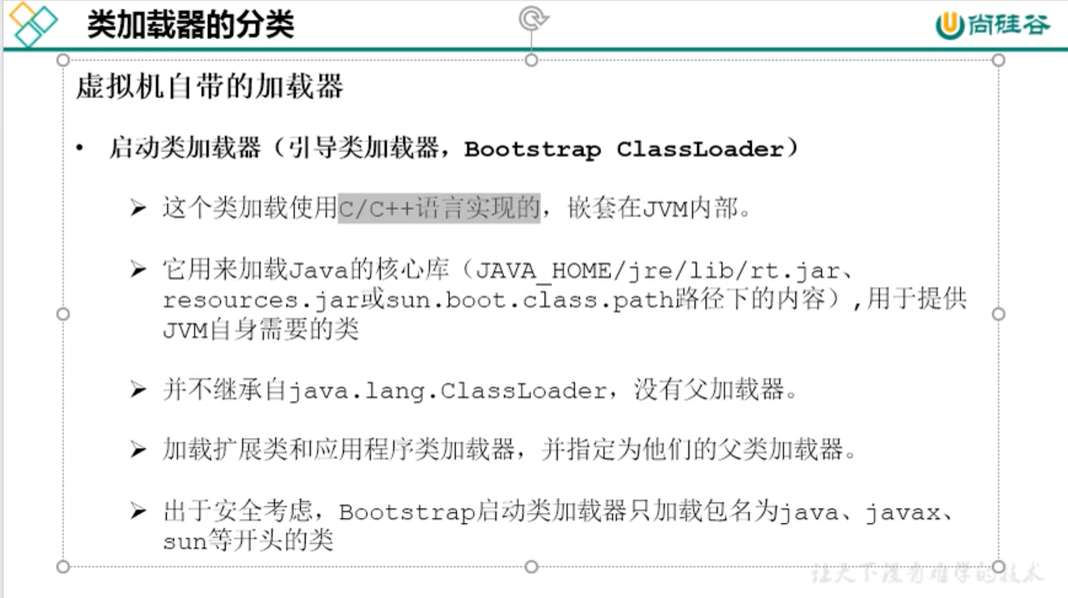 类加载器的分类
尚硅谷
虚拟机自带的加载器
• 启动类加载器（引导类加载器，Bootstrap ClassLoader）
➢ 这个类加载使用C/C++语言实现的，嵌套在JVM内部。
➢ 它用来加载Java的核心库（JAVA_HOME/jre/lib/rt.jar、
resources.jar或sun.boot.class.path路径下的内容）,用于提供
JVM自身需要的类
➢ 并不继承自java.lang.ClassLoader，没有父加载器。
➢ 加载扩展类和应用程序类加载器，并指定为他们的父类加载器。
➢ 出于安全考虑，Bootstrap启动类加载器只加载包名为java、javax、
sun等开头的类
让天下没有难学的技术